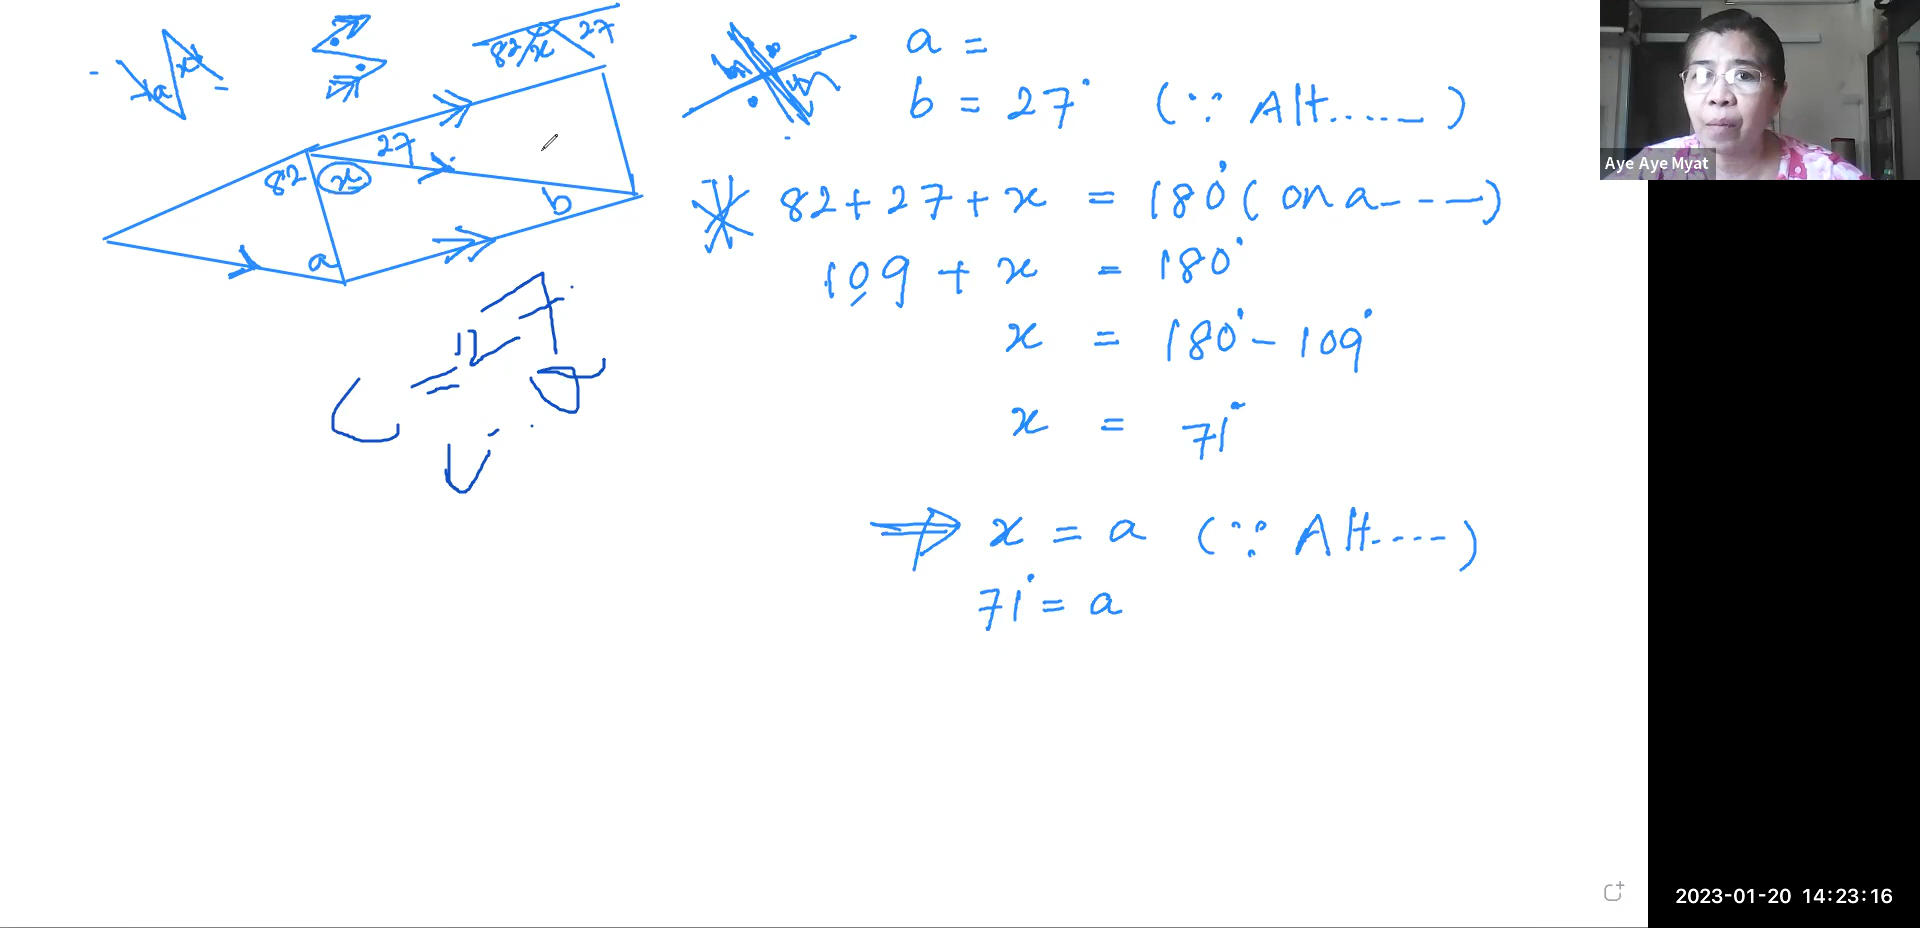 a =
b = 27° (∵ Alt.....)
82 x 27
x
a
27
82 x
b
a
82 + 27 + x = 180° ( on a - - - )
109 + x = 180°
x = 180° - 109°
x = 71°
⇒ x = a (∵ Alt.....)
71° = a
Aye Aye Myat
2023-01-20 14:23:16